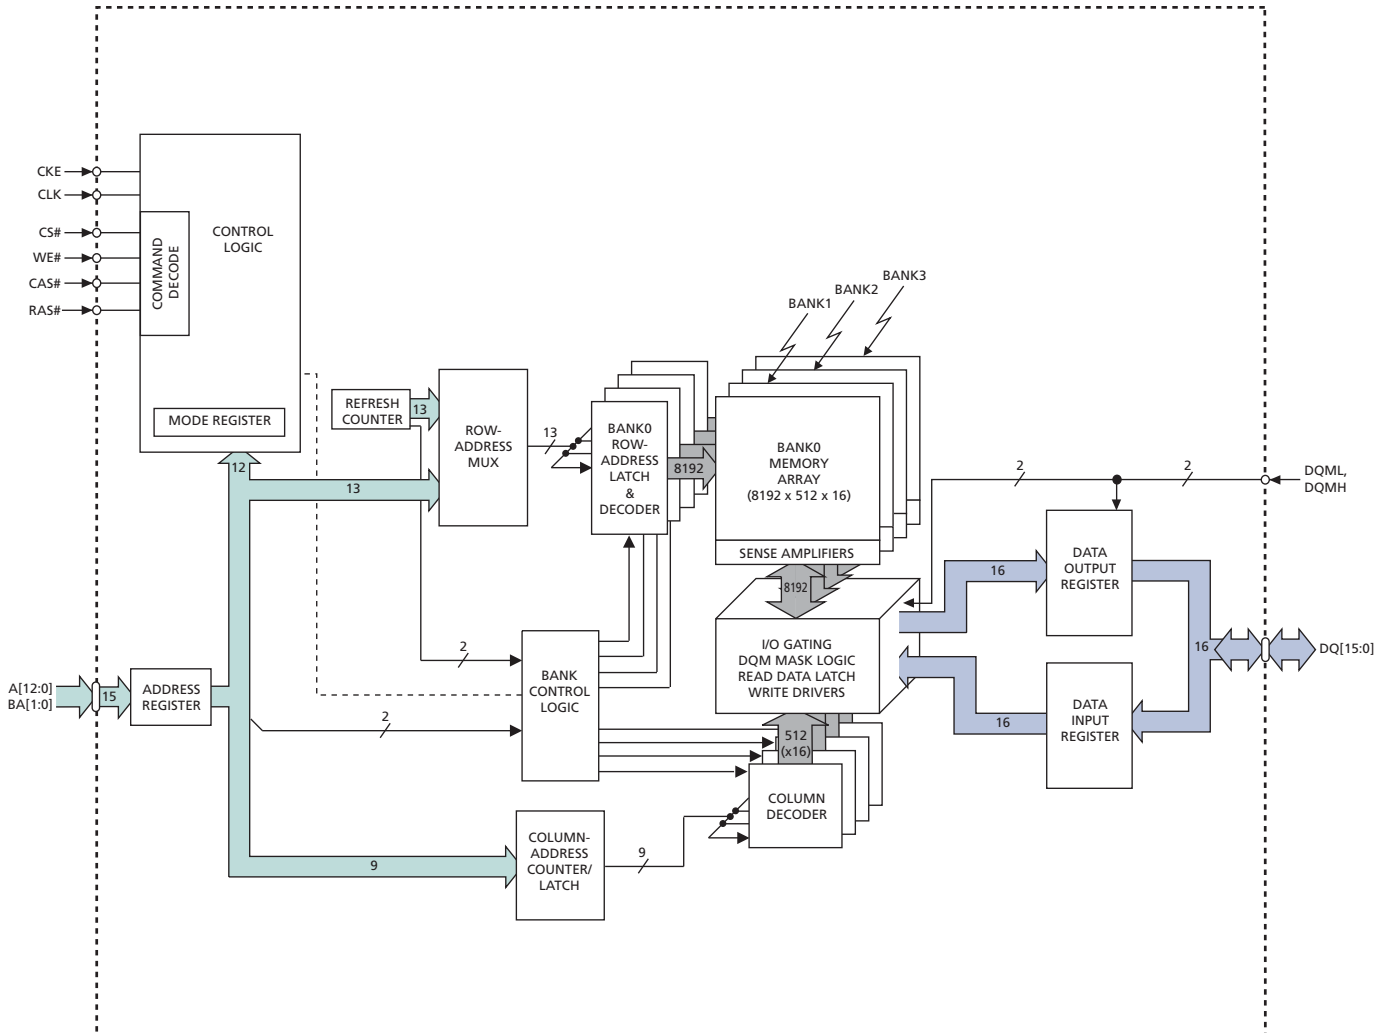 CKE
CLK
CS#
WE#
CAS#
RAS#
COMMAND
DECODE
CONTROL
LOGIC
MODE REGISTER
12
REFRESH
COUNTER
13
13
ROW-
ADDRESS
MUX
13
BANK0
ROW-
ADDRESS
LATCH
&
DECODER
8192
BANK1
BANK2
BANK3
BANK0
MEMORY
ARRAY
(8192 x 512 x 16)
SENSE AMPLIFIERS
8192
I/O GATING
DQM MASK LOGIC
READ DATA LATCH
WRITE DRIVERS
2
2
DQML,
DQMH
DATA
OUTPUT
REGISTER
16
16
DQ[15:0]
DATA
INPUT
REGISTER
16
A[12:0]
BA[1:0]
15
ADDRESS
REGISTER
2
2
BANK
CONTROL
LOGIC
512
(x16)
COLUMN
DECODER
9
COLUMN-
ADDRESS
COUNTER/
LATCH
9